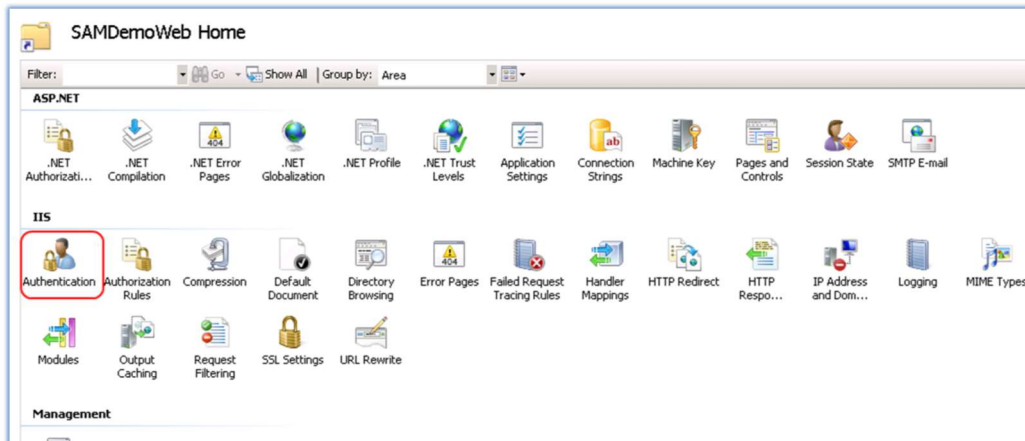 SAMDemoWeb Home
Filter: Go Show All Group by: Area
ASP.NET
.NET Authorizati...
.NET Compilation
.NET Error Pages
.NET Globalization
.NET Profile
.NET Trust Levels
Application Settings
Connection Strings
Machine Key
Pages and Controls
Session State
SMTP E-mail
IIS
Authentication
Authorization Rules
Compression
Default Document
Directory Browsing
Error Pages
Failed Request Tracing Rules
Handler Mappings
HTTP Redirect
HTTP Respo...
IP Address and Dom...
Logging
MIME Types
Modules
Output Caching
Request Filtering
SSL Settings
URL Rewrite
Management